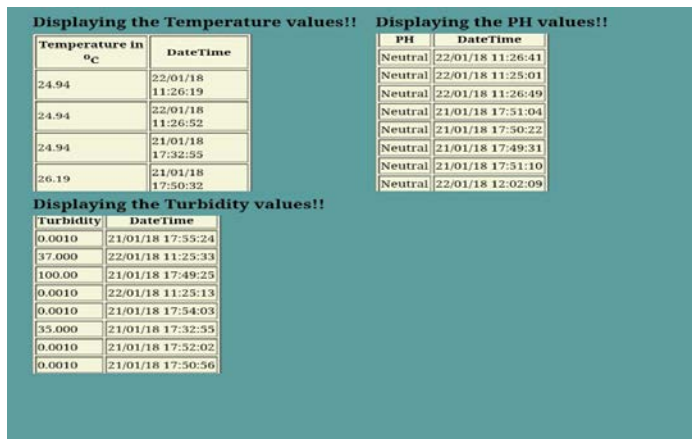 Displaying the Temperature values!!
Temperature in
°C
DateTime
24.94
22/01/18
11:26:19
24.94
22/01/18
11:26:52
24.94
21/01/18
17:32:55
26.19
21/01/18
17:50:32
Displaying the PH values!!
PH DateTime
Neutral 22/01/18 11:26:41
Neutral 22/01/18 11:25:01
Neutral 22/01/18 11:26:49
Neutral 21/01/18 17:51:04
Neutral 21/01/18 17:50:22
Neutral 21/01/18 17:49:31
Neutral 21/01/18 17:51:10
Neutral 22/01/18 12:02:09
Displaying the Turbidity values!!
Turbidity DateTime
0.0010 21/01/18 17:55:24
37.000 22/01/18 11:25:33
100.00 21/01/18 17:49:25
0.0010 22/01/18 11:25:13
0.0010 21/01/18 17:54:03
35.000 21/01/18 17:32:55
0.0010 21/01/18 17:52:02
0.0010 21/01/18 17:50:56